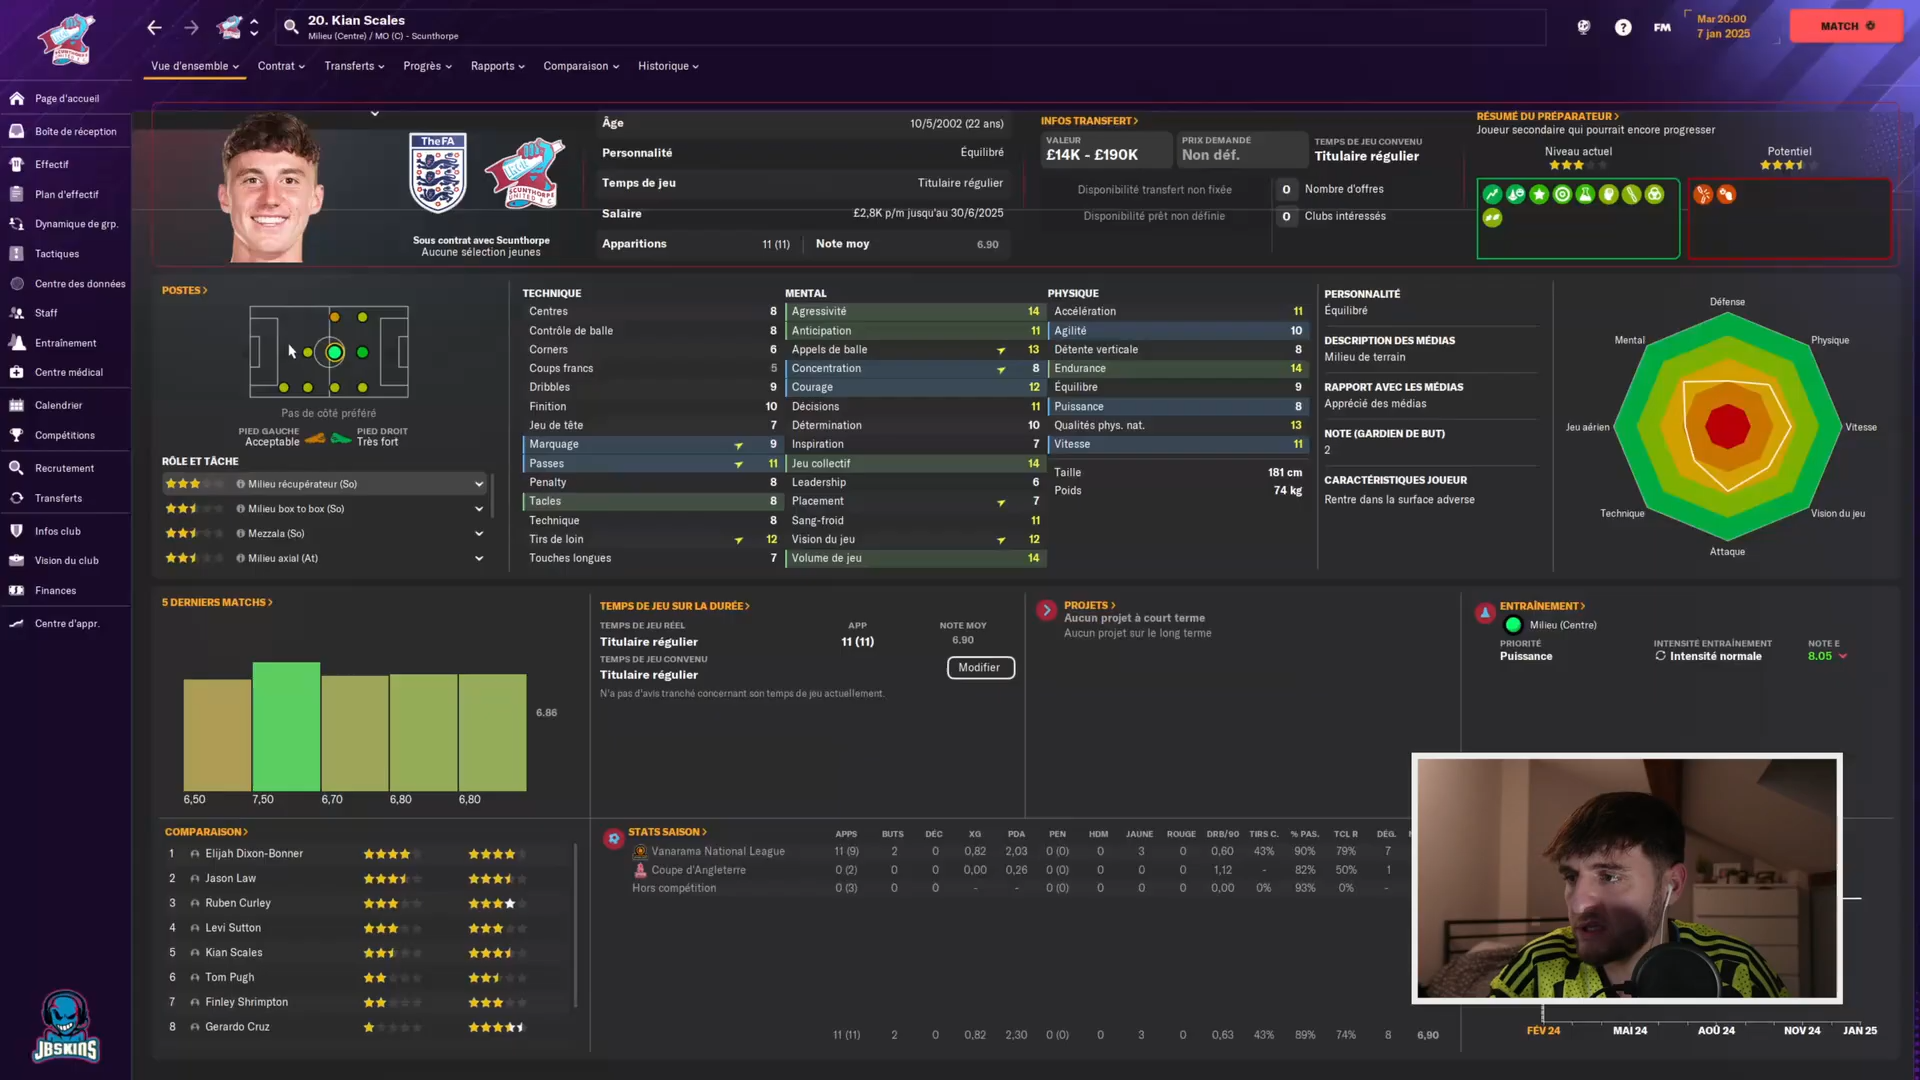 20. Kian Scales
Milieu (Centre) / MO (C) - Scunthorpe
FM
Mar 20:00
7 jan 2025
MATCH
Vue d'ensemble
Contrat
Transferts
Progrès
Rapports
Comparaison
Historique
Page d'accueil
Boîte de réception
Effectif
Plan d'effectif
Dynamique de grp.
Tactiques
Centre des données
Staff
Entraînement
Centre médical
Calendrier
Compétitions
Recrutement
Transferts
Infos club
Vision du club
Finances
Centre d'appr.
JBSKINS
The FA
Sous contrat avec Scunthorpe
Aucune sélection jeunes
Âge 10/5/2002 (22 ans)
Personnalité Équilibré
Temps de jeu Titulaire régulier
Salaire £2,8K p/m jusqu'au 30/6/2025
Apparitions 11 (11) Note moy 6.90
INFOS TRANSFERT >
VALEUR
£14K - £190K
PRIX DEMANDÉ
Non déf.
TEMPS DE JEU CONVENU
Titulaire régulier
Disponibilité transfert non fixée
0 Nombre d'offres
Disponibilité prêt non définie
0 Clubs intéressés
RÉSUMÉ DU PRÉPARATEUR >
Joueur secondaire qui pourrait encore progresser
Niveau actuel
Potentiel
POSTES >
Pas de côté préféré
PIED GAUCHE
Acceptable
PIED DROIT
Très fort
RÔLE ET TÂCHE
Milieu récupérateur (So)
Milieu box to box (So)
Mezzala (So)
Milieu axial (At)
TECHNIQUE
Centres 8
Contrôle de balle 8
Corners 6
Coups francs 5
Dribbles 9
Finition 10
Jeu de tête 7
Marquage 9
Passes 11
Penalty 8
Tacles 8
Technique 8
Tirs de loin 12
Touches longues 7
MENTAL
Agressivité 14
Anticipation 11
Appels de balle 13
Concentration 8
Courage 12
Décisions 11
Détermination 10
Inspiration 7
Jeu collectif 14
Leadership 6
Placement 7
Sang-froid 11
Vision du jeu 12
Volume de jeu 14
PHYSIQUE
Accélération 11
Agilité 10
Détente verticale 8
Endurance 14
Équilibre 9
Puissance 8
Qualités phys. nat. 13
Vitesse 11
Taille 181 cm
Poids 74 kg
PERSONNALITÉ
Équilibré
DESCRIPTION DES MÉDIAS
Milieu de terrain
RAPPORT AVEC LES MÉDIAS
Apprécié des médias
NOTE (GARDIEN DE BUT)
2
CARACTÉRISTIQUES JOUEUR
Rentre dans la surface adverse
Défense
Mental
Physique
Jeu aérien
Vitesse
Technique
Vision du jeu
Attaque
5 DERNIERS MATCHS >
6.86
6,50 7,50 6,70 6,80 6,80
TEMPS DE JEU SUR LA DURÉE >
TEMPS DE JEU RÉEL APP NOTE MOY
Titulaire régulier 11 (11) 6.90
TEMPS DE JEU CONVENU
Titulaire régulier
Modifier
N'a pas d'avis tranché concernant son temps de jeu actuellement.
PROJETS >
Aucun projet à court terme
Aucun projet sur le long terme
ENTRAÎNEMENT >
Milieu (Centre)
PRIORITÉ
Puissance
INTENSITÉ ENTRAÎNEMENT
Intensité normale
NOTE E
8.05
COMPARAISON >
1 Elijah Dixon-Bonner
2 Jason Law
3 Ruben Curley
4 Levi Sutton
5 Kian Scales
6 Tom Pugh
7 Finley Shrimpton
8 Gerardo Cruz
STATS SAISON > APPS BUTS DÉC XG PDA PEN HDM JAUNE ROUGE DRB/90 TIRS C. % PAS. TCL R DÉG.
Vanarama National League 11 (9) 2 0 0,82 2,03 0 (0) 0 3 0 0,60 43% 90% 79% 7
Coupe d'Angleterre 0 (2) 0 0 0,00 0,26 0 (0) 0 0 0 1,12 - 82% 50% 1
Hors compétition 0 (3) 0 0 - - 0 (0) 0 0 0 0,00 0% 93% 0% -
11 (11) 2 0 0,82 2,30 0 (0) 0 3 0 0,63 43% 89% 74% 8 6,90
FÉV 24 MAI 24 AOÛ 24 NOV 24 JAN 25